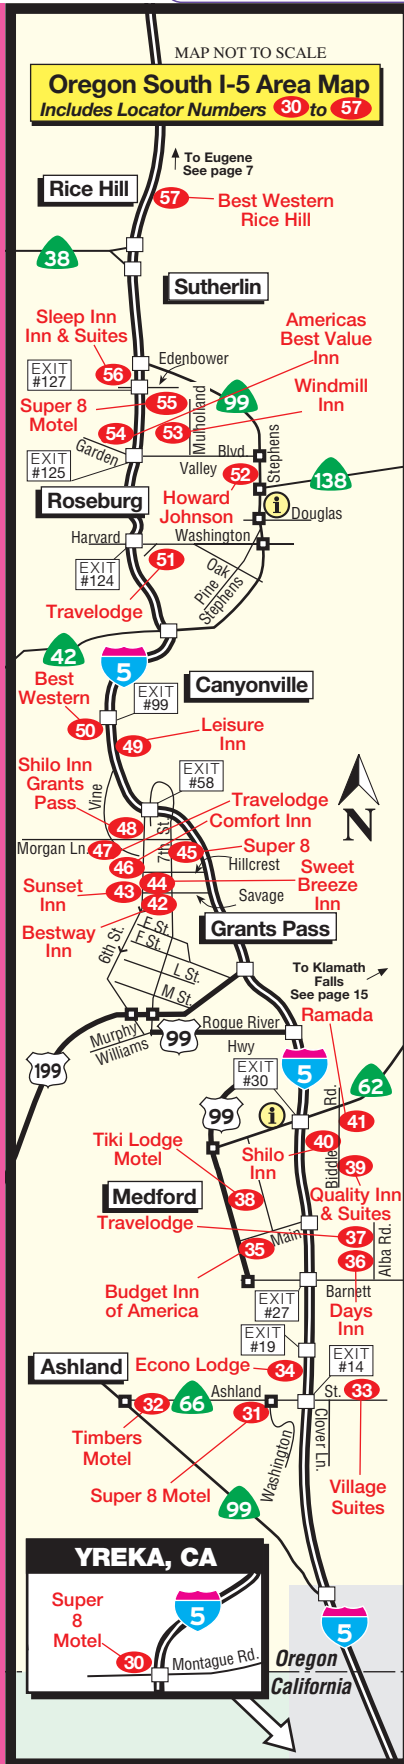 MAP NOT TO SCALE
Oregon South I-5 Area Map
Includes Locator Numbers 30 to 57
To Eugene
See page 7
Rice Hill
57
Best Western
Rice Hill
38
Sutherlin
Sleep Inn
Inn & Suites
Americas
Best Value
Inn
EXIT
#127
56
Edenbower
Super 8
Motel
55
Mulholland
99
Windmill
Inn
54
53
Garden
Stephens
EXIT
#125
Valley
Blvd.
52
138
Roseburg
Howard
Johnson
i
Douglas
Harvard
Washington
EXIT
#124
51
Oak
Pine
Stephens
Travelodge
42
5
Best
Western
EXIT
#99
Canyonville
50
49
Leisure
Inn
Shilo Inn
Grants
Pass
Vine
EXIT
#58
N
48
7th St.
Travelodge
Comfort Inn
Morgan Ln.
47
45
Super 8
46
Hillcrest
Sunset
Inn
43
44
Sweet
Breeze
Inn
Savage
42
Bestway
Inn
6th St.
E St.
F St.
Grants Pass
L St.
M St.
To Klamath
Falls
See page 15
Murphy
Williams
99
Rogue River
Hwy
Ramada
199
5
EXIT
#30
62
99
i
Rd.
41
Tiki Lodge
Motel
Shilo
Inn
40
Biddle
39
Medford
38
Quality Inn
& Suites
Travelodge
Main
37
Alba Rd.
35
36
Budget Inn
of America
EXIT
#27
Barnett
Days
Inn
EXIT
#19
EXIT
#14
Ashland
Econo Lodge
34
32
66
Ashland
St.
33
31
Timbers
Motel
Washington
Clover Ln.
Super 8 Motel
Village
Suites
99
YREKA, CA
Super
8
Motel
5
5
30
Montague Rd.
Oregon
California